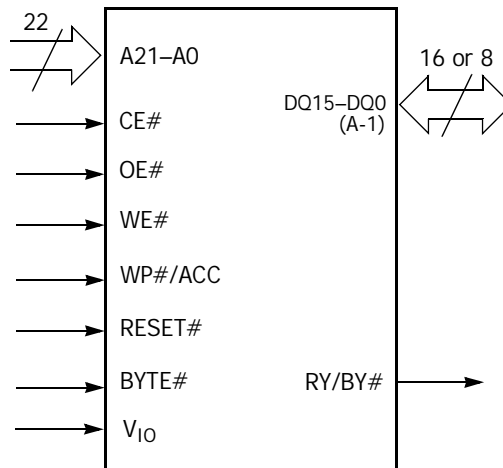 22
A21–A0
16 or 8
DQ15–DQ0
(A-1)
CE#
OE#
WE#
WP#/ACC
RESET#
BYTE#
RY/BY#
VIO